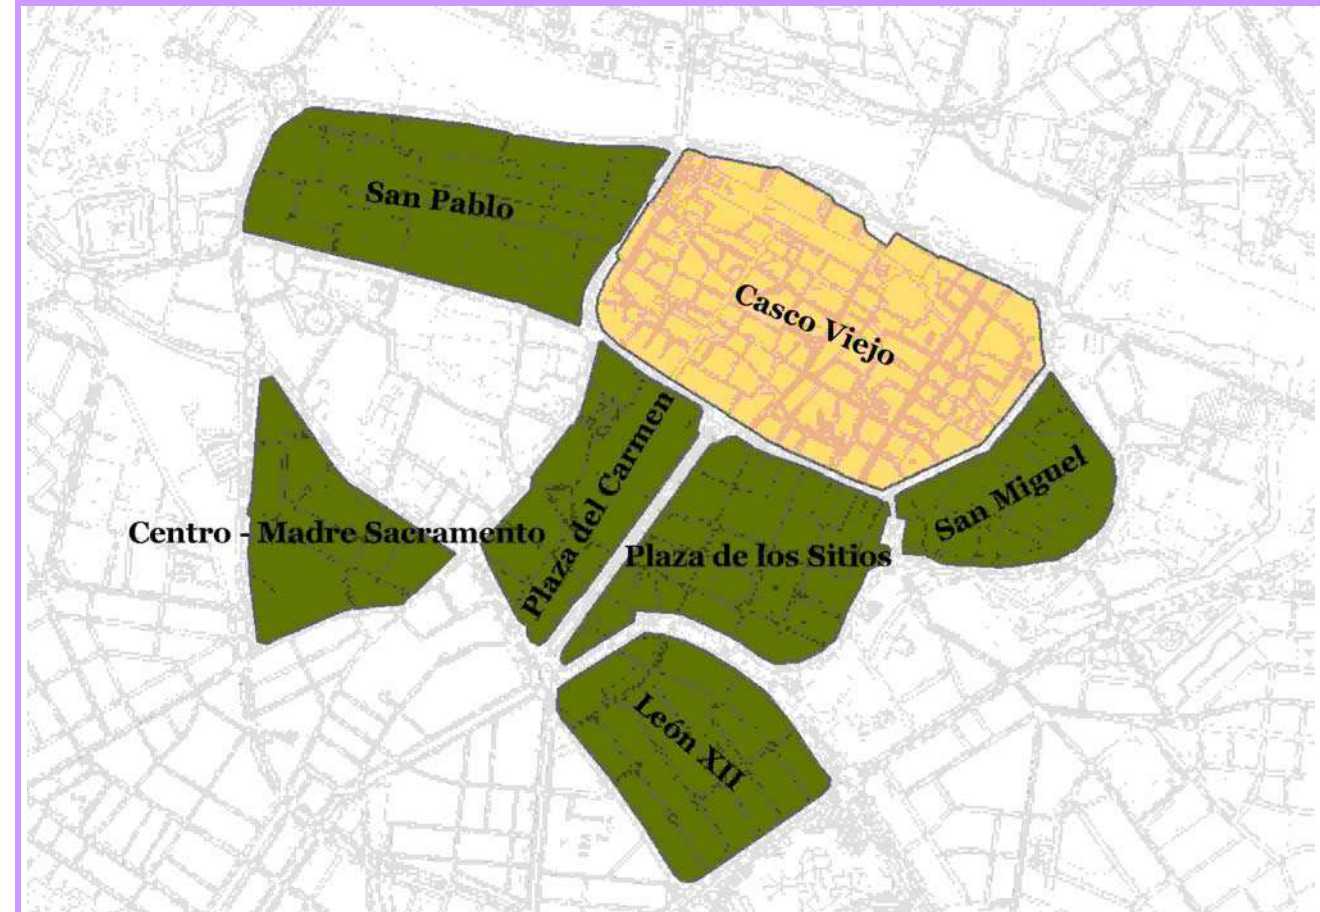 San Pablo
Casco Viejo
Plaza del Carmen
San Miguel
Centro - Madre Sacramento
Plaza de los Sitios
León XII